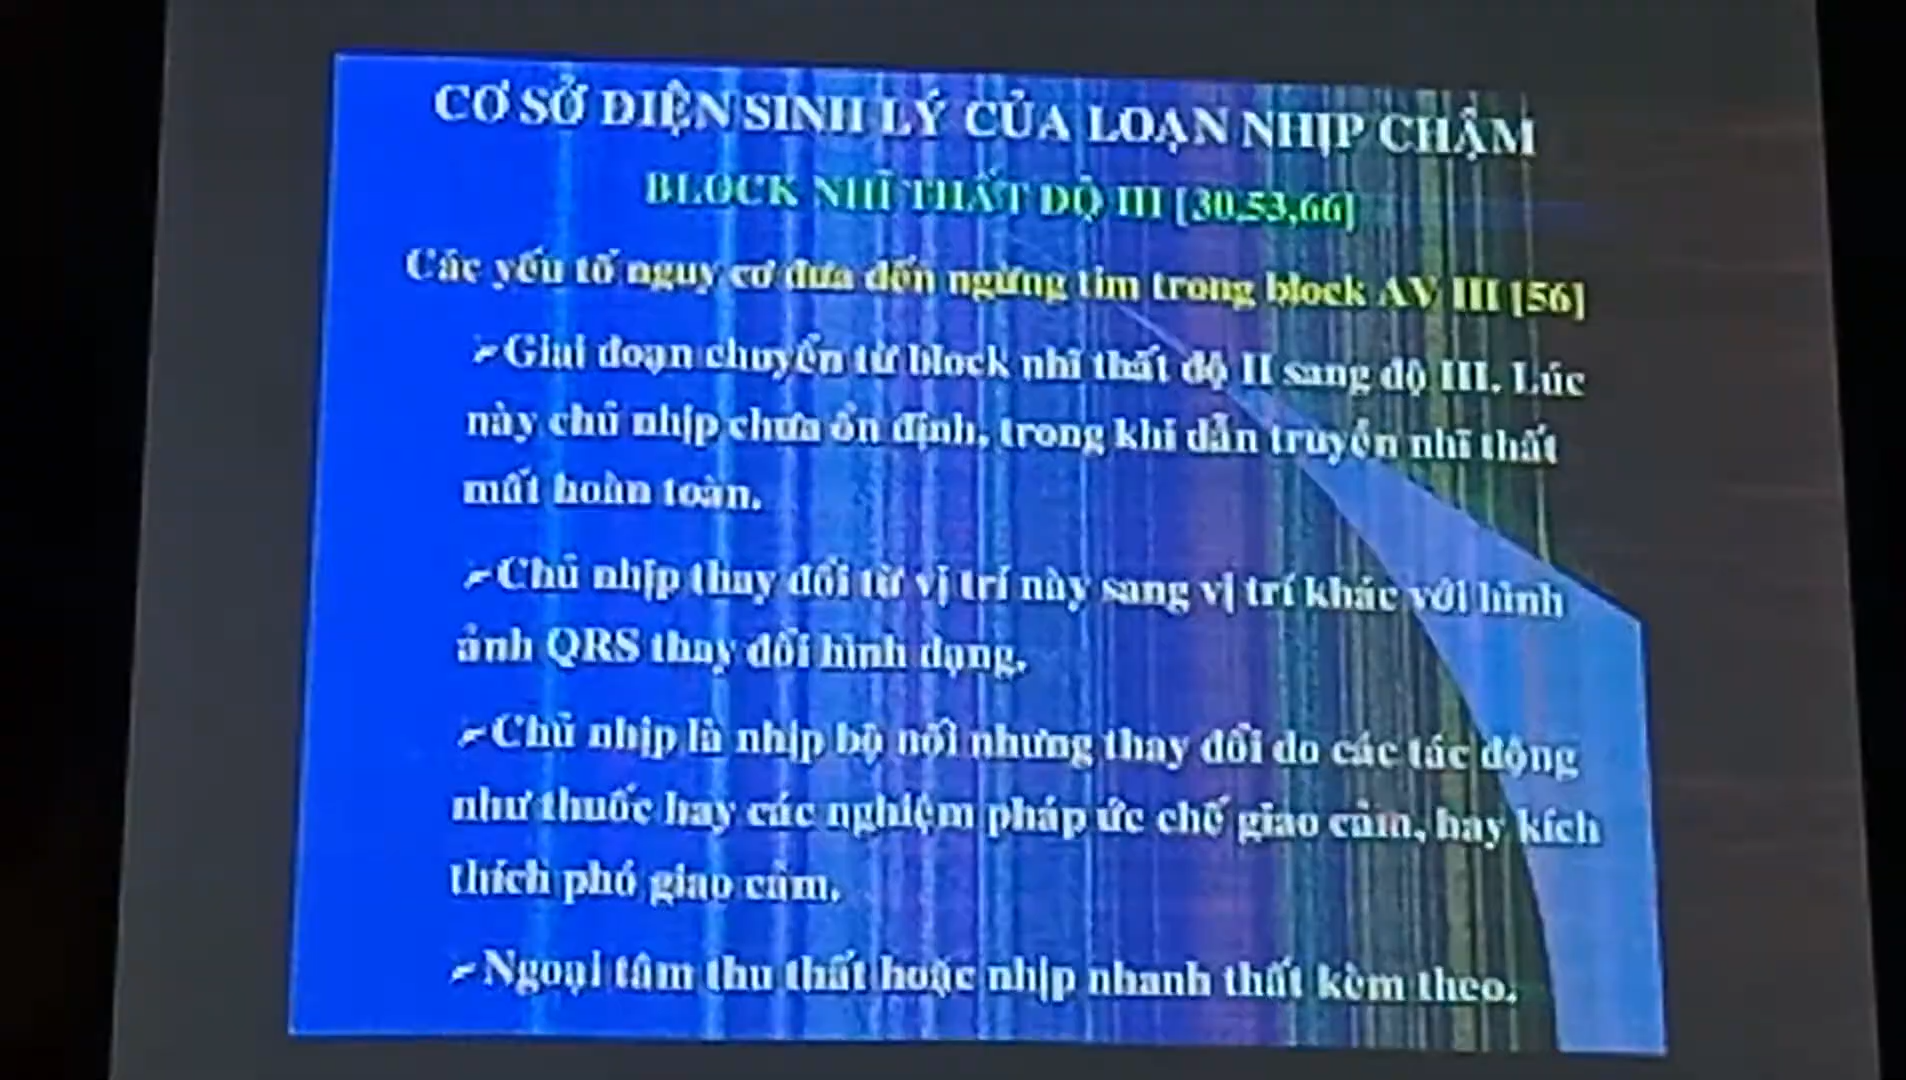 CƠ SỞ ĐIỆN SINH LÝ CỦA LOẠN NHỊP CHẬM
BLOCK NHĨ THẤT ĐỘ III [30,53,66]
Các yếu tố nguy cơ đưa đến ngừng tim trong block AV III [56]
➢Giai đoạn chuyển từ block nhĩ thất độ II sang độ III. Lúc
này chủ nhịp chưa ổn định, trong khi dẫn truyền nhĩ thất
mất hoàn toàn.
➢Chủ nhịp thay đổi từ vị trí này sang vị trí khác với hình
ảnh QRS thay đổi hình dạng.
➢Chủ nhịp là nhịp bộ nối nhưng thay đổi do các tác động
như thuốc hay các nghiệm pháp ức chế giao cảm, hay kích
thích phó giao cảm.
➢Ngoại tâm thu thất hoặc nhịp nhanh thất kèm theo.